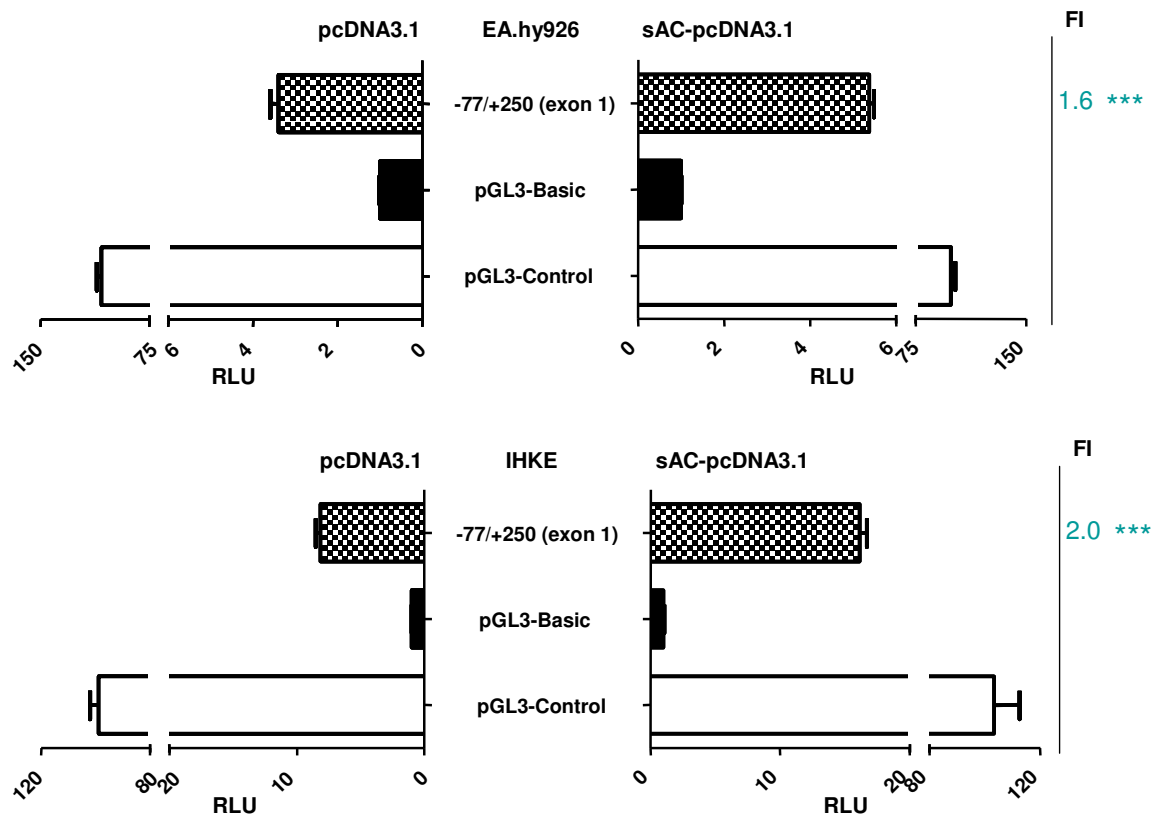 pcDNA3.1 EA.hy926 sAC-pcDNA3.1 FI
-77/+250 (exon 1) 1.6 ***
pGL3-Basic
pGL3-Control
150 75 6 4 2 0 0 2 4 6 75 150
RLU RLU
pcDNA3.1 IHKE sAC-pcDNA3.1 FI
-77/+250 (exon 1) 2.0 ***
pGL3-Basic
pGL3-Control
120 80 20 10 0 0 10 20 80 120
RLU RLU